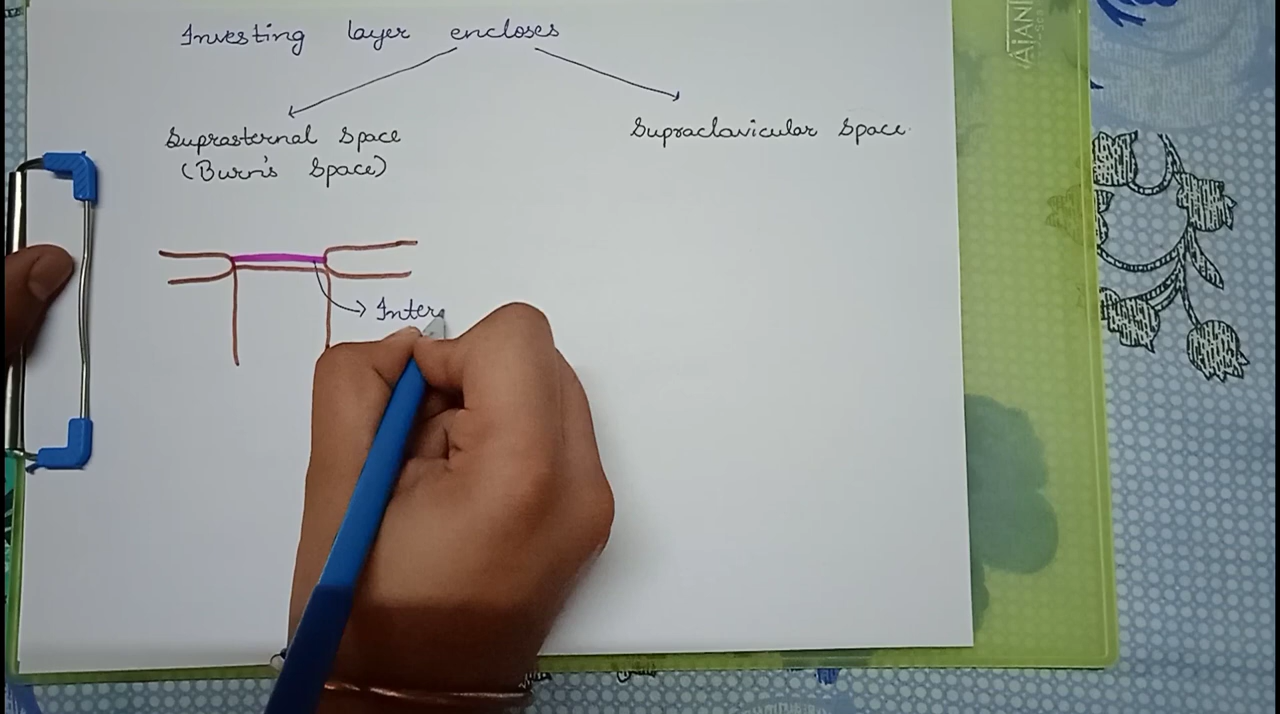 Investing layer encloses
Suprasternal Space
(Burn's Space)
Supraclavicular Space
Inter